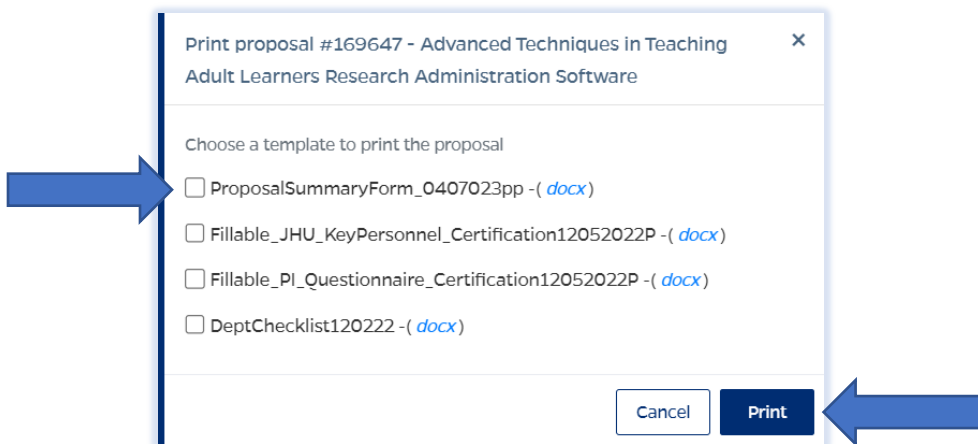 Print proposal #169647 - Advanced Techniques in Teaching
Adult Learners Research Administration Software
×
Choose a template to print the proposal
ProposalSummaryForm_0407023pp -( docx )
Fillable_JHU_KeyPersonnel_Certification12052022P -( docx )
Fillable_PI_Questionnaire_Certification12052022P -( docx )
DeptChecklist120222 -( docx )
Cancel
Print